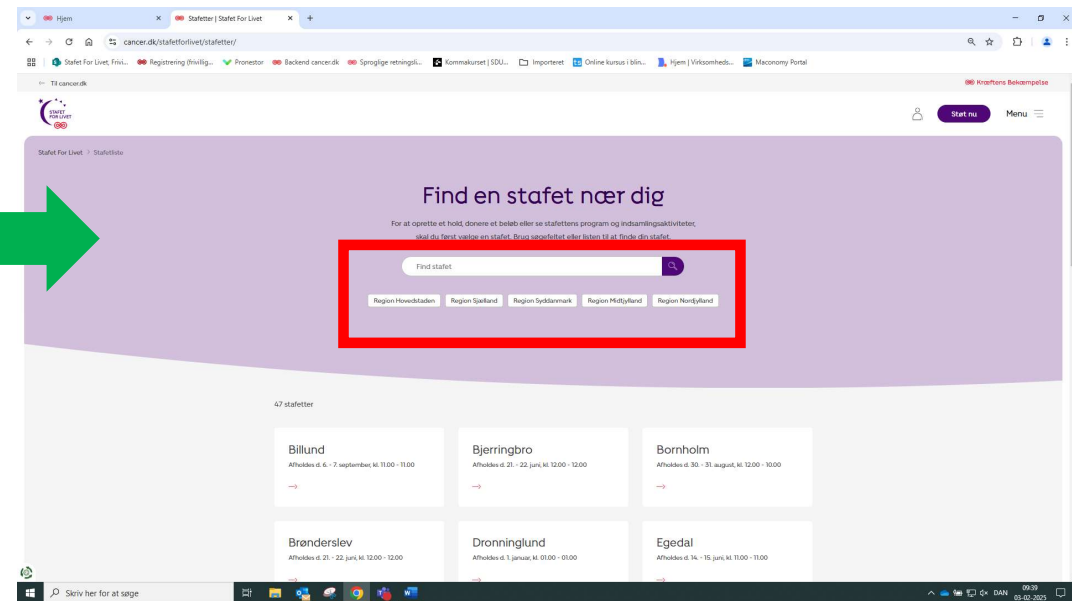 Hjem
Stafetter | Stafet For Livet
cancer.dk/stafetforlivet/stafetter/
Stafet For Livet, Frivi...
Registrering (frivillig...
Pronestor
Backend cancer.dk
Sproglige retningsli...
Kommakurset | SDU...
Importeret
Online kursus i blin...
Hjem | Virksomheds...
Maconomy Portal
← Til cancer.dk
Kræftens Bekæmpelse
STAFET
FOR LIVET
Støt nu
Menu
Stafet For Livet > Stafetliste
Find en stafet nær dig
For at oprette et hold, donere et beløb eller se stafettens program og indsamlingsaktiviteter,
skal du først vælge en stafet. Brug søgefeltet eller listen til at finde din stafet.
Find stafet
Region Hovedstaden
Region Sjælland
Region Syddanmark
Region Midtjylland
Region Nordjylland
47 stafetter
Billund
Afholdes d. 6. - 7. september, kl. 11.00 - 11.00
Bjerringbro
Afholdes d. 21. - 22. juni, kl. 12.00 - 12.00
Bornholm
Afholdes d. 30. - 31. august, kl. 12.00 - 10.00
Brønderslev
Afholdes d. 21. - 22. juni, kl. 12.00 - 12.00
Dronninglund
Afholdes d. 1. januar, kl. 01.00 - 01.00
Egedal
Afholdes d. 14. - 15. juni, kl. 11.00 - 11.00
Skriv her for at søge
DAN
09:39
03-02-2025